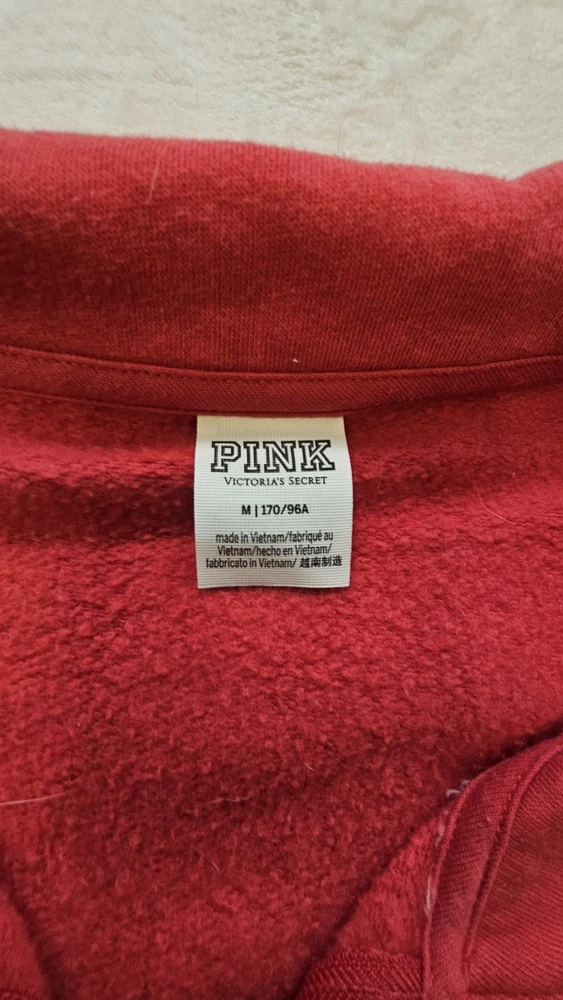 PINK
VICTORIA'S SECRET
M | 170/96A
made in Vietnam/fabriqué au
Vietnam/hecho en Vietnam/
fabbricato in Vietnam/ 越南制造